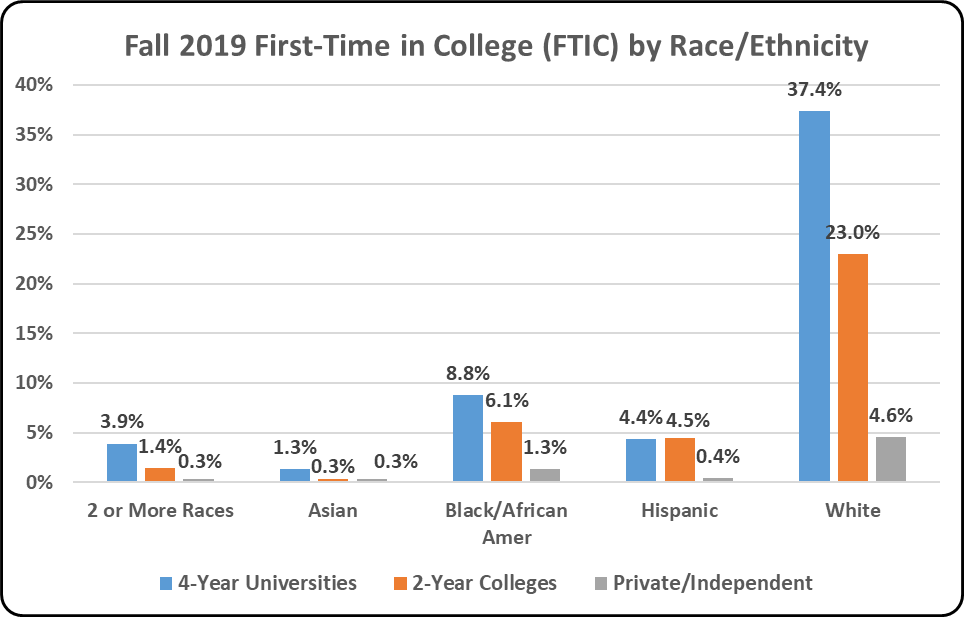 Fall 2019 First-Time in College (FTIC) by Race/Ethnicity
40%
35%
30%
25%
20%
15%
10%
5%
0%
3.9%
1.4%
0.3%
1.3%
0.3%
0.3%
8.8%
6.1%
1.3%
4.4%
4.5%
0.4%
37.4%
23.0%
4.6%
2 or More Races
Asian
Black/African
Amer
Hispanic
White
4-Year Universities
2-Year Colleges
Private/Independent